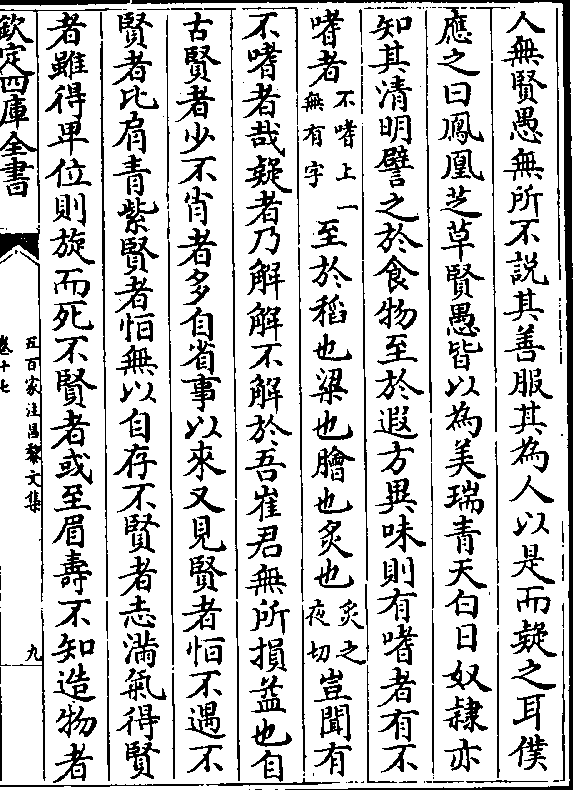 人無賢愚無所不說其善服其為人以是而疑之耳僕
應之曰鳳凰芝草賢愚皆以為美瑞青天白日奴隸亦
知其清明譬之於食物至於遐方異味則有嗜者有不
嗜者不嗜上一無有字至於稻也粱也膾也炙也炙之夜切豈聞有
不嗜者哉疑者乃解解不解於吾崔君無所損益也自
古賢者少不肖者多自省事以來又見賢者恒不遇不
賢者比肩青紫賢者恒無以自存不賢者志滿氣得賢
者雖得卑位則旋而死不賢者或至眉壽不知造物者
欽定四庫全書
五百家注昌黎文集
卷十七
九